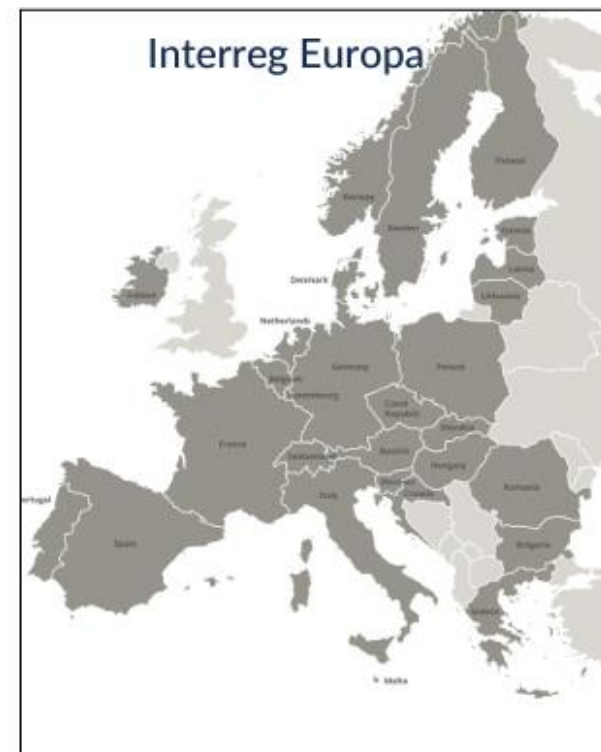 Interreg Europa
Finland
Norway
Sweden
Estonia
Latvia
Denmark
Lithuania
Ireland
Netherlands
Germany
Poland
Belgium
Luxembourg
Czech
Republic
Slovakia
France
Austria
Switzerland
Hungary
Slovenia
Romania
Croatia
Italy
ortugal
Spain
Bulgaria
Greece
Malta